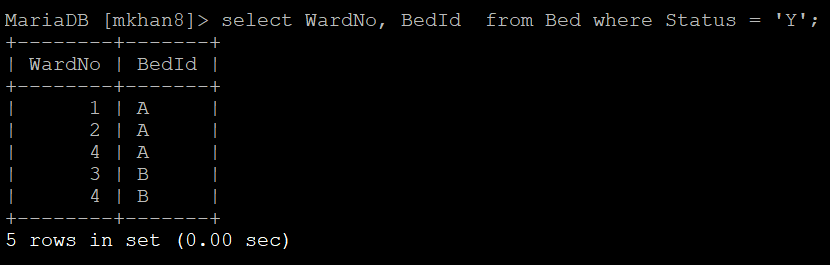 MariaDB [mkhan8]> select WardNo, BedId  from Bed where Status = 'Y';
+--------+-------+
| WardNo | BedId |
+--------+-------+
|      1 | A     |
|      2 | A     |
|      4 | A     |
|      3 | B     |
|      4 | B     |
+--------+-------+
5 rows in set (0.00 sec)